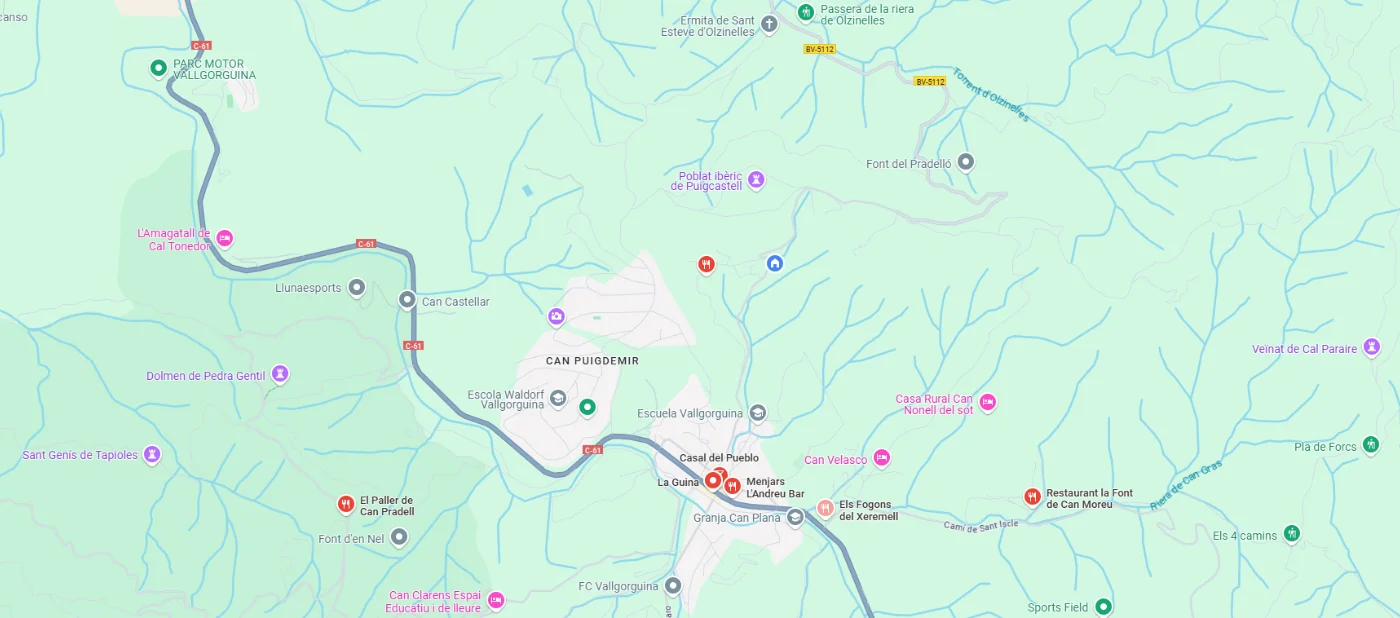 canso
C-61
PARC MOTOR
VALLGORGUINA
Ermita de Sant
Esteve d'Olzinelles
Passera de la riera
de Olzinelles
BV-5112
BV-5112
Torrent d'Olzinelles
Font del Pradelló
Poblat ibèric
de Puigcastell
L'Amagatall de
Cal Tonedor
C-61
Llunaesports
Can Castellar
C-61
Dolmen de Pedra Gentil
CAN PUIGDEMIR
Veïnat de Cal Paraire
Escola Waldorf
Vallgorguina
Escuela Vallgorguina
Casa Rural Can
Nonell del sot
Sant Genís de Tapioles
C-61
Casal del Pueblo
Can Velasco
Pla de Forcs
La Guina
Menjars
L'Andreu Bar
Riera de Can Gras
El Paller de
Can Pradell
Granja Can Plana
Els Fogons
del Xeremell
Restaurant la Font
de Can Moreu
Camí de Sant Iscle
Font d'en Nel
Els 4 camins
FC Vallgorguina
Can Clarens Espai
Educatiu i de lleure
Sports Field